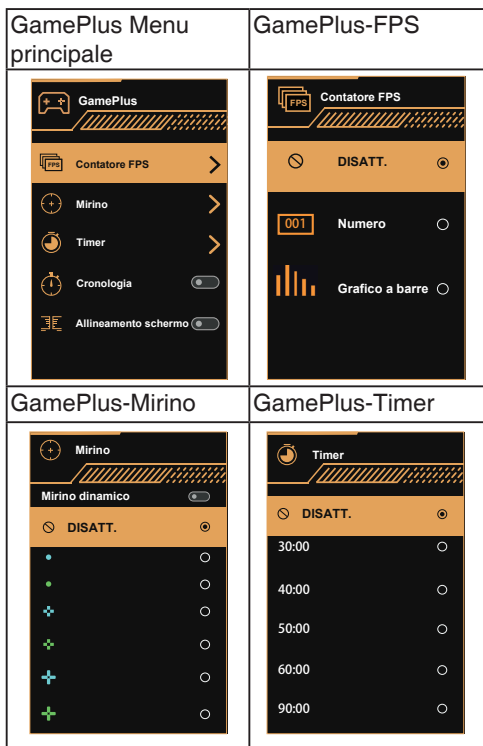 GamePlus Menu
principale
GamePlus-FPS
GamePlus
FPS
Contatore FPS
Mirino
Timer
Cronologia
Allineamento schermo
FPS
Contatore FPS
DISATT.
001
Numero
Grafico a barre
GamePlus-Mirino
GamePlus-Timer
Mirino
Mirino dinamico
DISATT.
Timer
DISATT.
30:00
40:00
50:00
60:00
90:00